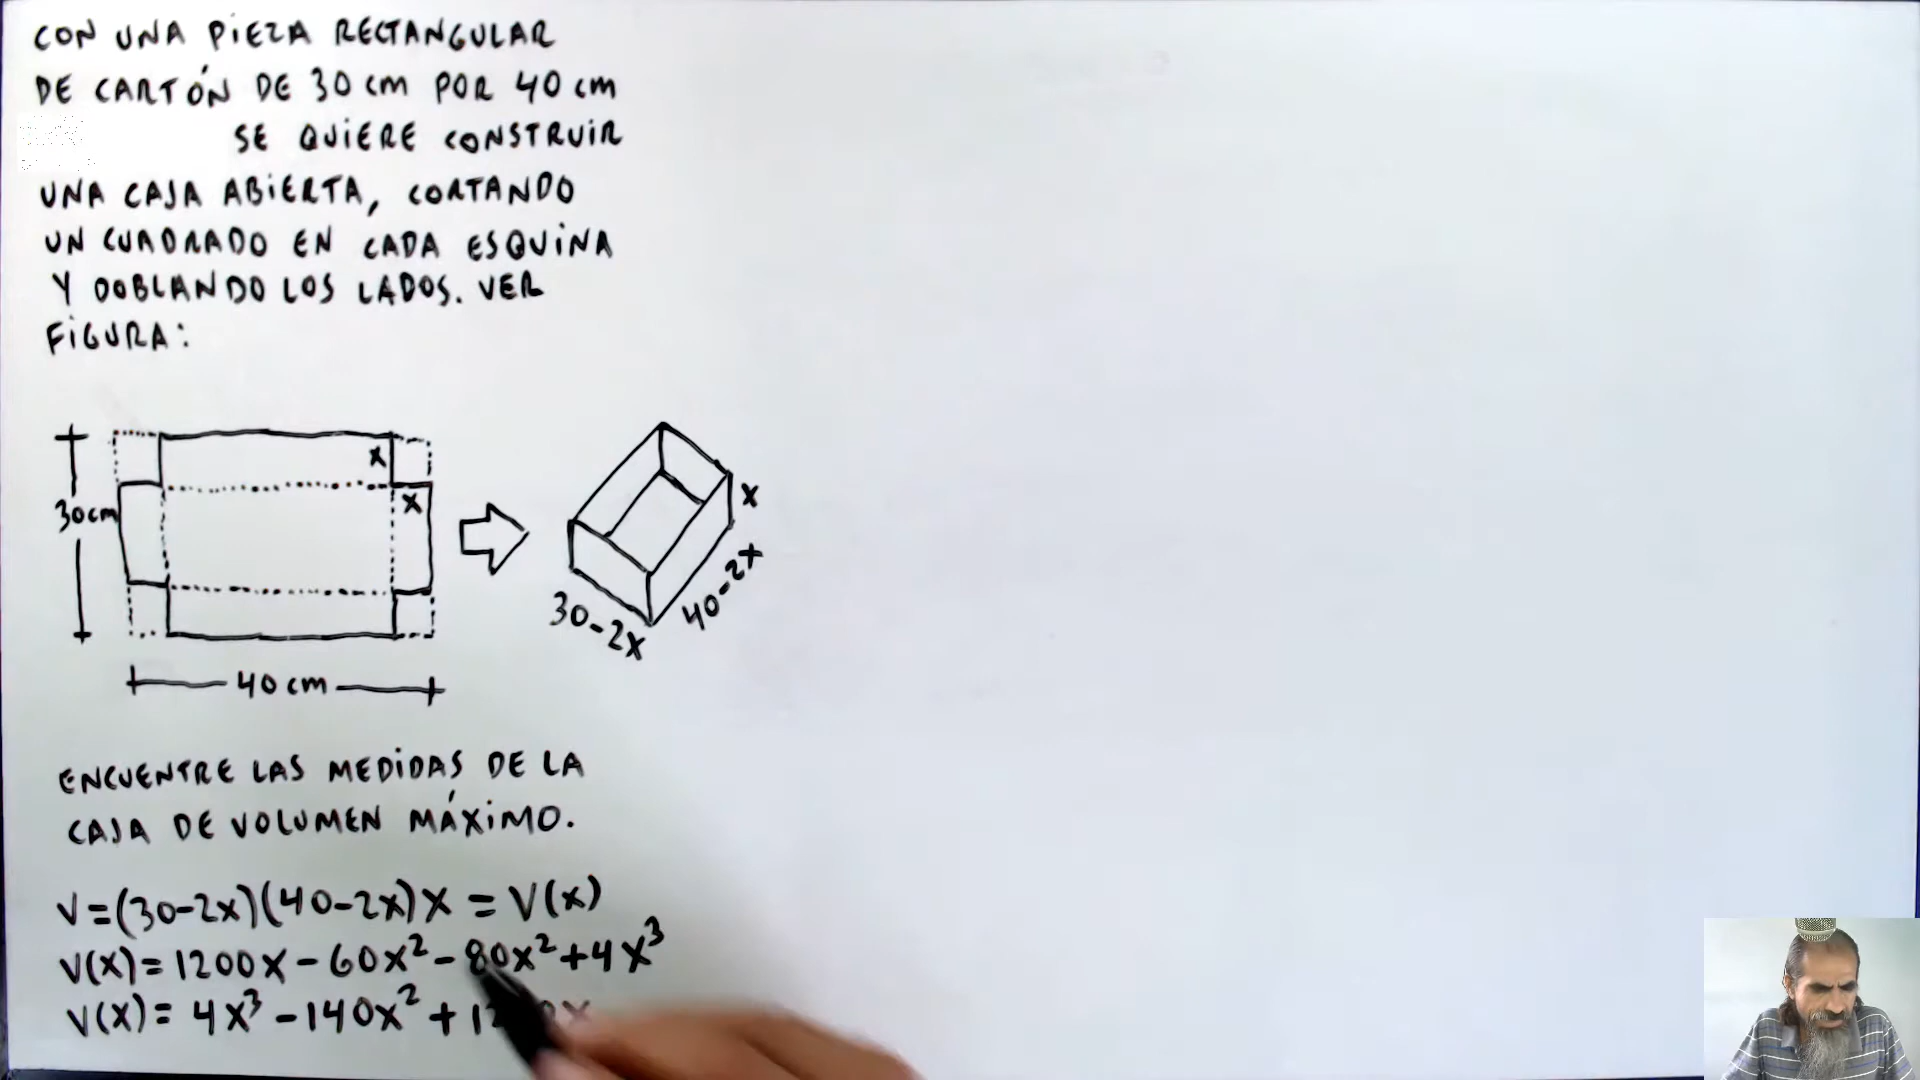 CON UNA PIEZA RECTANGULAR
DE CARTÓN DE 30 cm POR 40 cm
SE QUIERE CONSTRUIR
UNA CAJA ABIERTA, CORTANDO
UN CUADRADO EN CADA ESQUINA
Y DOBLANDO LOS LADOS. VER
FIGURA:
x
x
30cm
40 cm
x
30-2x
40-2x
ENCUENTRE LAS MEDIDAS DE LA
CAJA DE VOLUMEN MÁXIMO.
V=(30-2x)(40-2x)x = V(x)
V(x)=1200x-60x²-80x²+4x³
V(x)= 4x³-140x²+